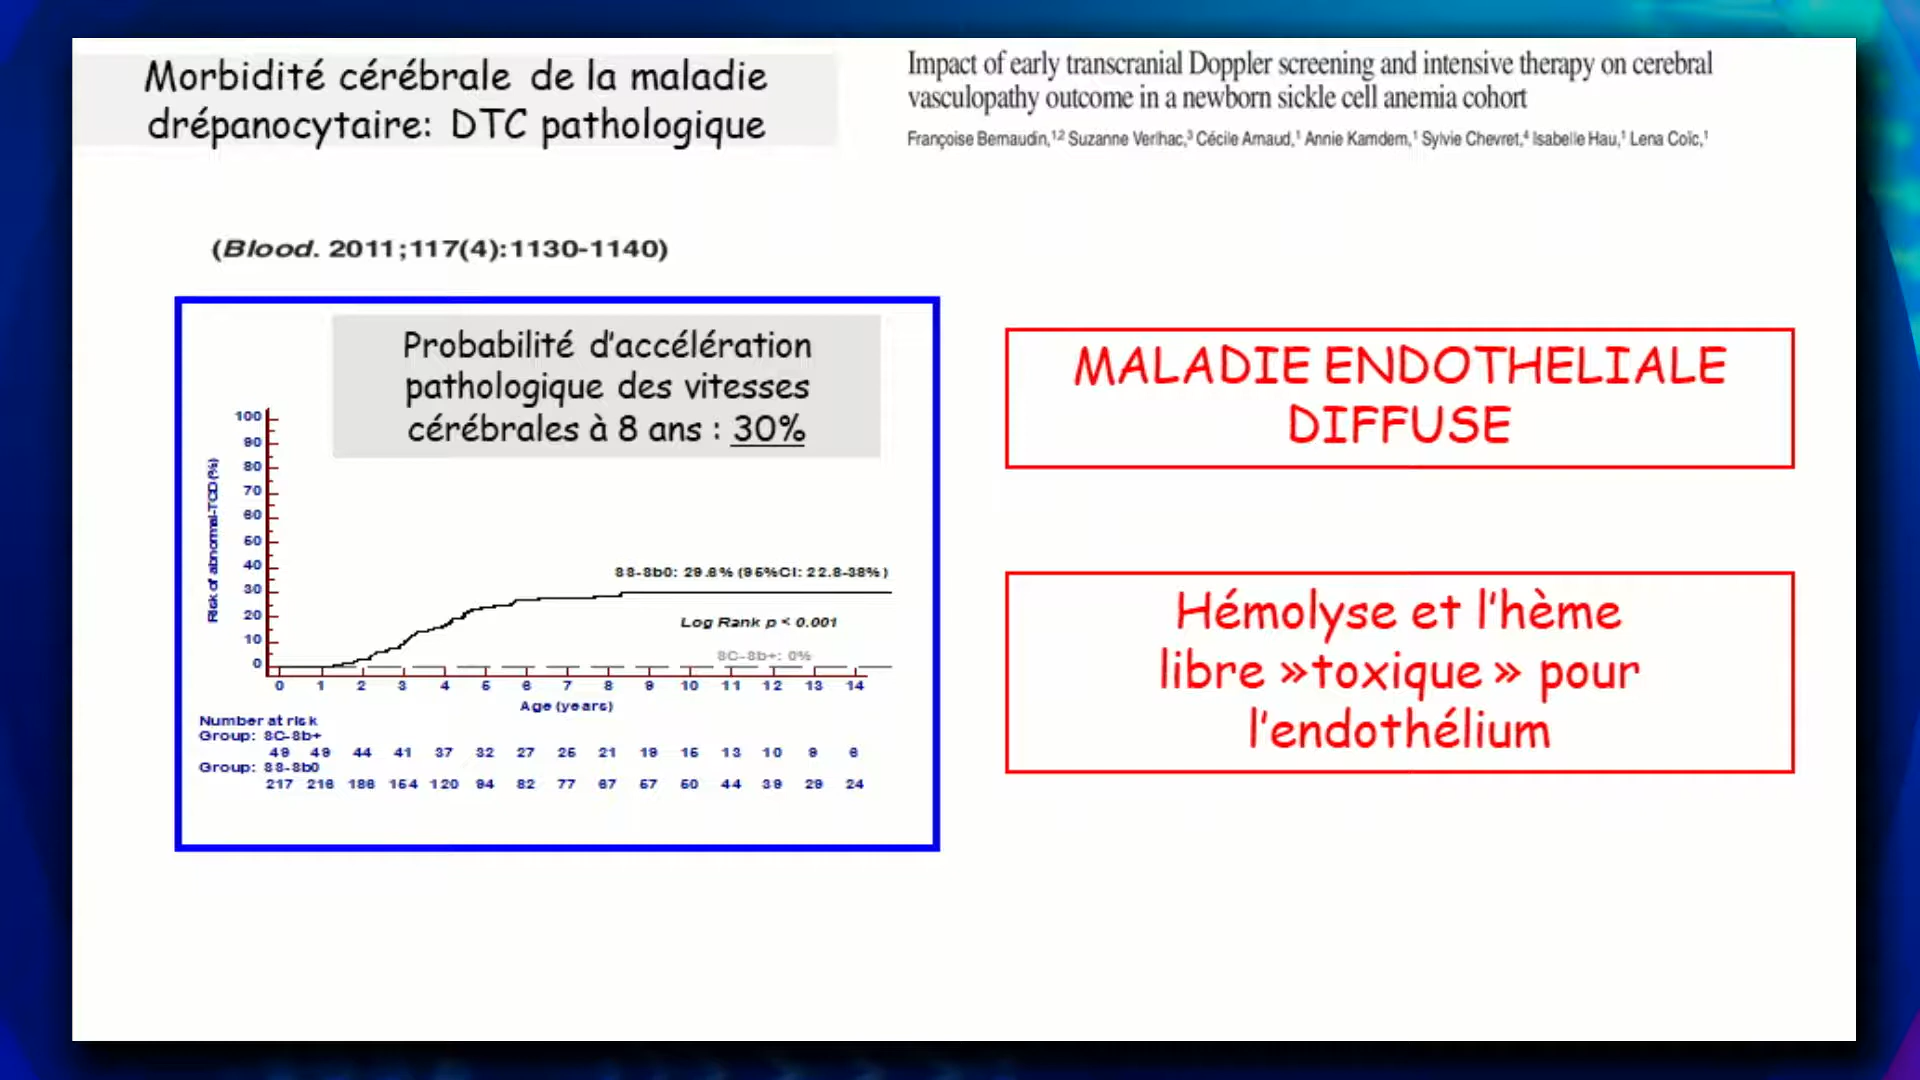 Morbidité cérébrale de la maladie
drépanocytaire: DTC pathologique
Impact of early transcranial Doppler screening and intensive therapy on cerebral
vasculopathy outcome in a newborn sickle cell anemia cohort
Françoise Bernaudin,1,2 Suzanne Verlhac,3 Cécile Arnaud,1 Annie Kamdem,1 Sylvie Chevret,4 Isabelle Hau,1 Lena Coïc,1
(Blood. 2011;117(4):1130-1140)
Probabilité d'accélération
pathologique des vitesses
cérébrales à 8 ans : 30%
Risk of abnormal-TCD (%)
100
90
80
70
60
50
40
30
20
10
0
SS-Sb0: 29.6% (95%CI: 22.8-38%)
Log Rank p < 0.001
SC-Sb+: 0%
0 1 2 3 4 5 6 7 8 9 10 11 12 13 14
Age (years)
Number at risk
Group: SC-Sb+
49 49 44 41 37 32 27 25 21 19 15 13 10 9 6
Group: SS-Sb0
217 216 186 154 120 94 82 77 67 57 50 44 39 29 24
MALADIE ENDOTHELIALE
DIFFUSE
Hémolyse et l'hème
libre »toxique » pour
l'endothélium